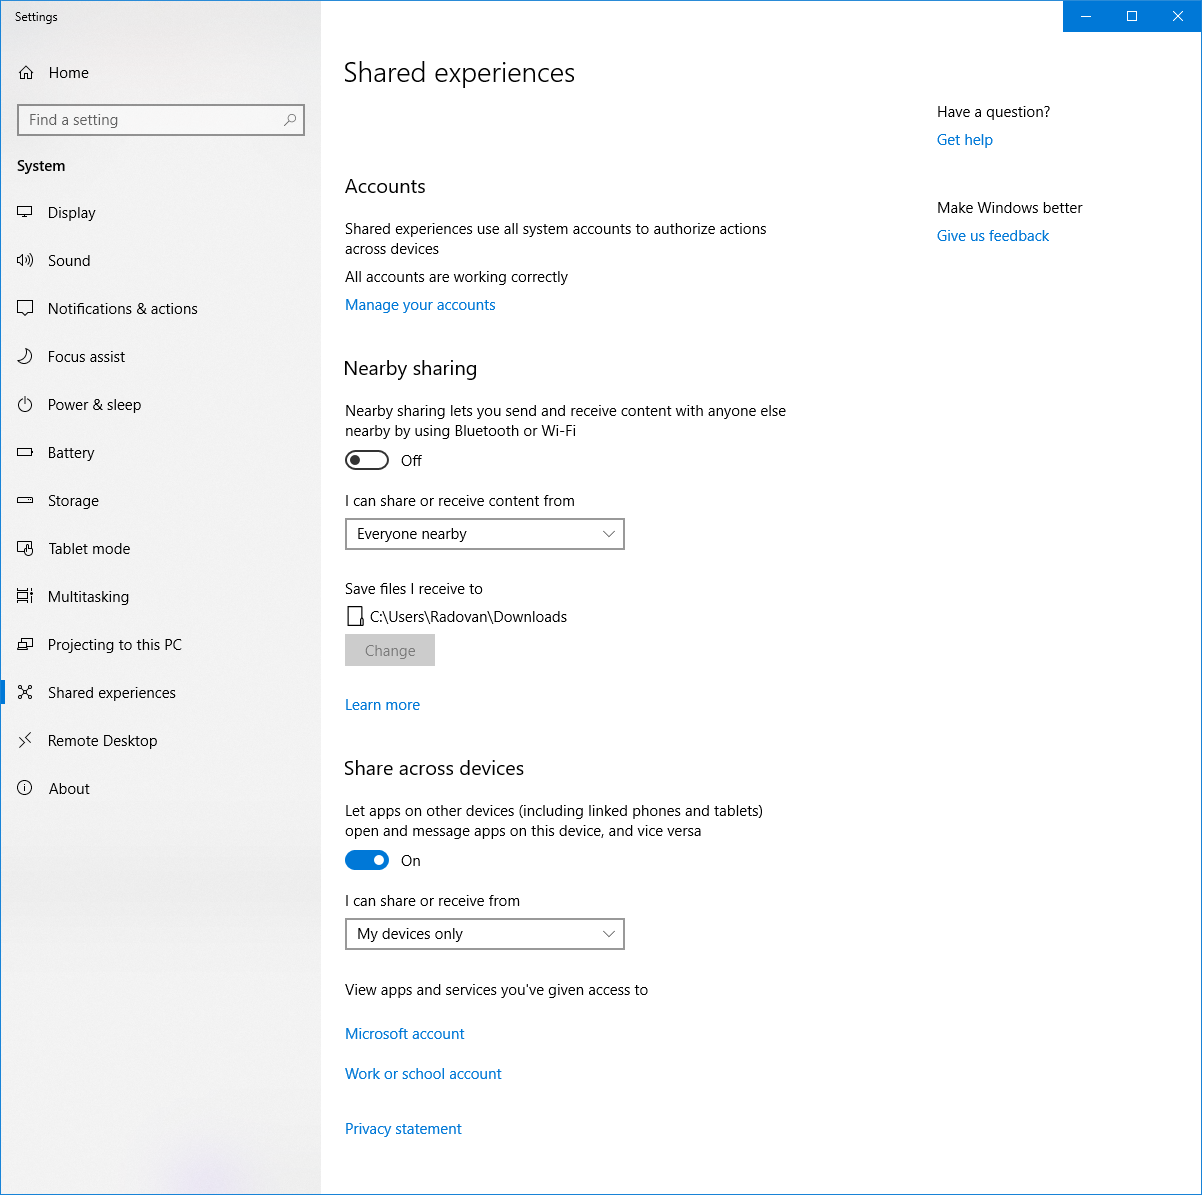 Settings
Home
Find a setting
System
Display
Sound
Notifications & actions
Focus assist
Power & sleep
Battery
Storage
Tablet mode
Multitasking
Projecting to this PC
Shared experiences
Remote Desktop
About
Shared experiences
Accounts
Shared experiences use all system accounts to authorize actions
across devices
All accounts are working correctly
Manage your accounts
Nearby sharing
Nearby sharing lets you send and receive content with anyone else
nearby by using Bluetooth or Wi-Fi
Off
I can share or receive content from
Everyone nearby
Save files I receive to
C:\Users\Radovan\Downloads
Change
Learn more
Share across devices
Let apps on other devices (including linked phones and tablets)
open and message apps on this device, and vice versa
On
I can share or receive from
My devices only
View apps and services you've given access to
Microsoft account
Work or school account
Privacy statement
Have a question?
Get help
Make Windows better
Give us feedback